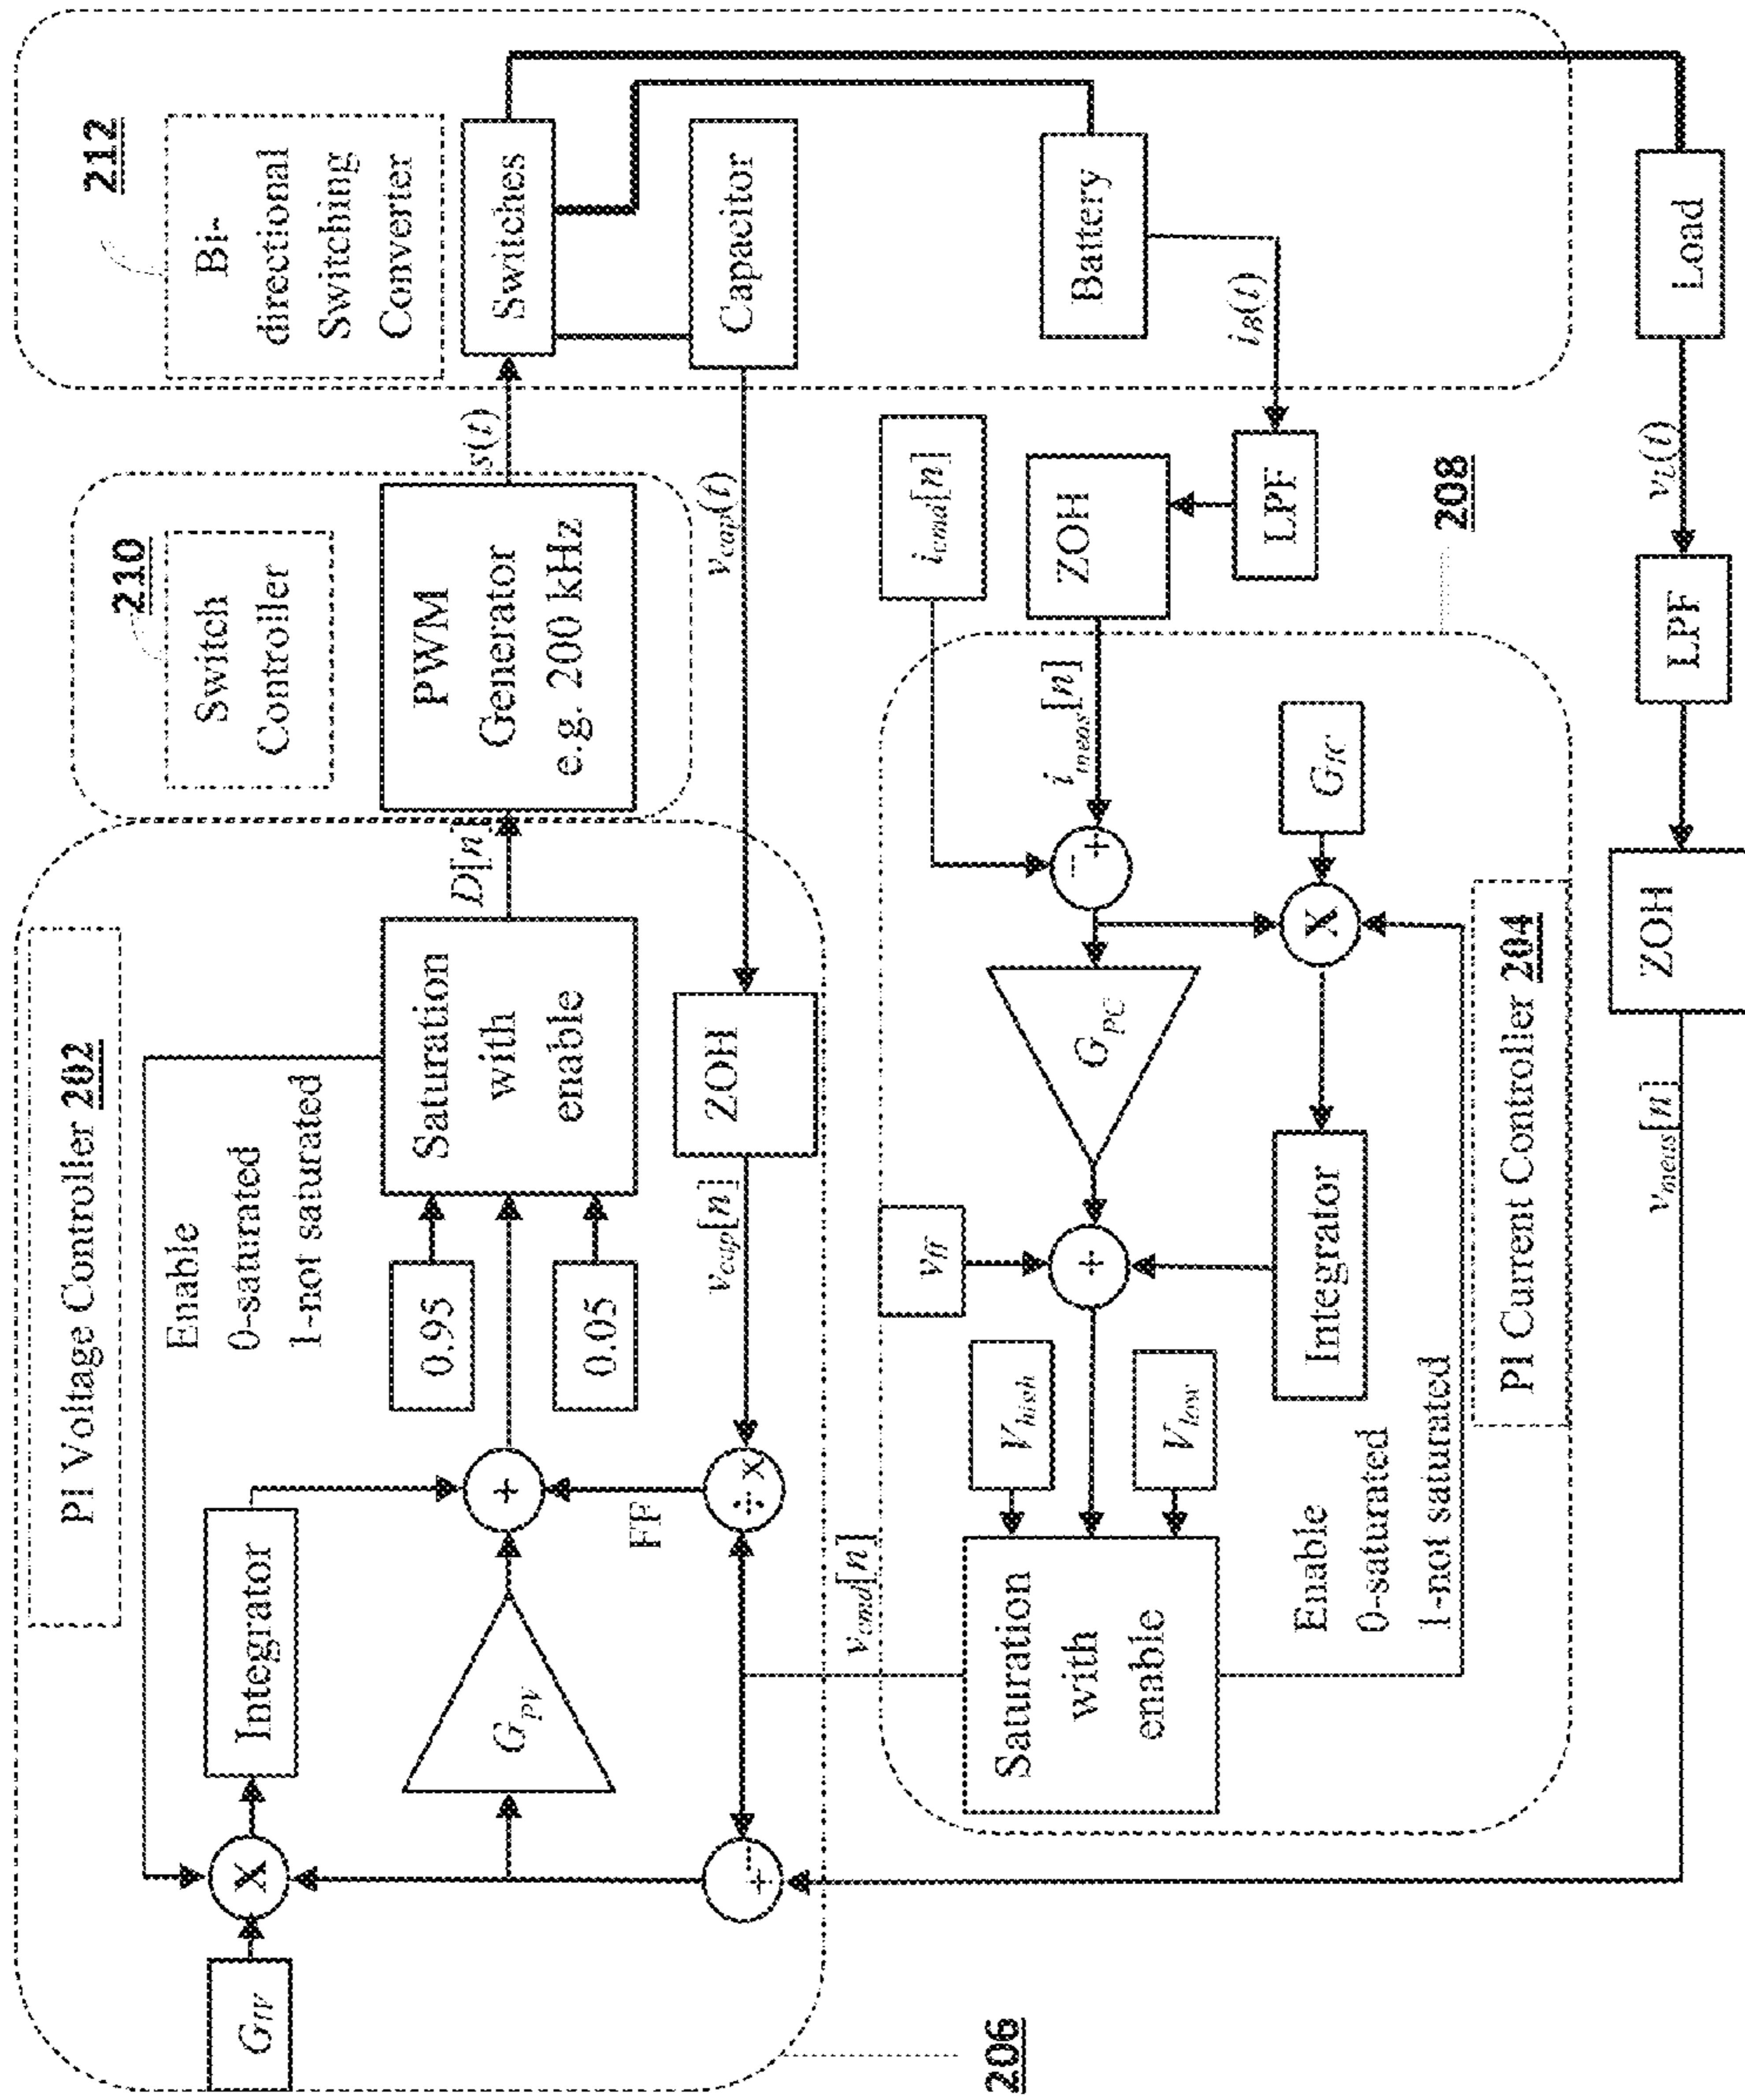 PI Voltage Controller 202
G_IV
X
Integrator
Enable
0-saturated
1-not saturated
G_PV
+
0.95
0.05
Saturation
with
enable
D[n]
FF
÷ x
v_cap[n]
ZOH
v_cap(t)
+ −
206
210
Switch
Controller
PWM
Generator
e.g. 200 kHz
s(t)
212
Bi-
directional
Switching
Converter
Switches
Capacitor
Battery
i_B(t)
v_cmd[n]
Saturation
with
enable
V_high
V_low
v_ff
+
G_PC
− +
i_cmd[n]
i_meas[n]
ZOH
LPF
Integrator
X
G_IC
Enable
0-saturated
1-not saturated
PI Current Controller 204
208
v_meas[n]
ZOH
LPF
v_l(t)
Load